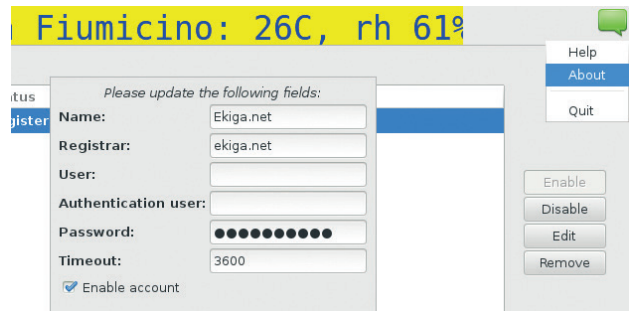 Fiumicino: 26C, rh 61%
Help
About
Quit
Please update the following fields:
Name: Ekiga.net
Registrar: ekiga.net
User:
Authentication user:
Password: ●●●●●●●●●●
Timeout: 3600
Enable account
Enable
Disable
Edit
Remove